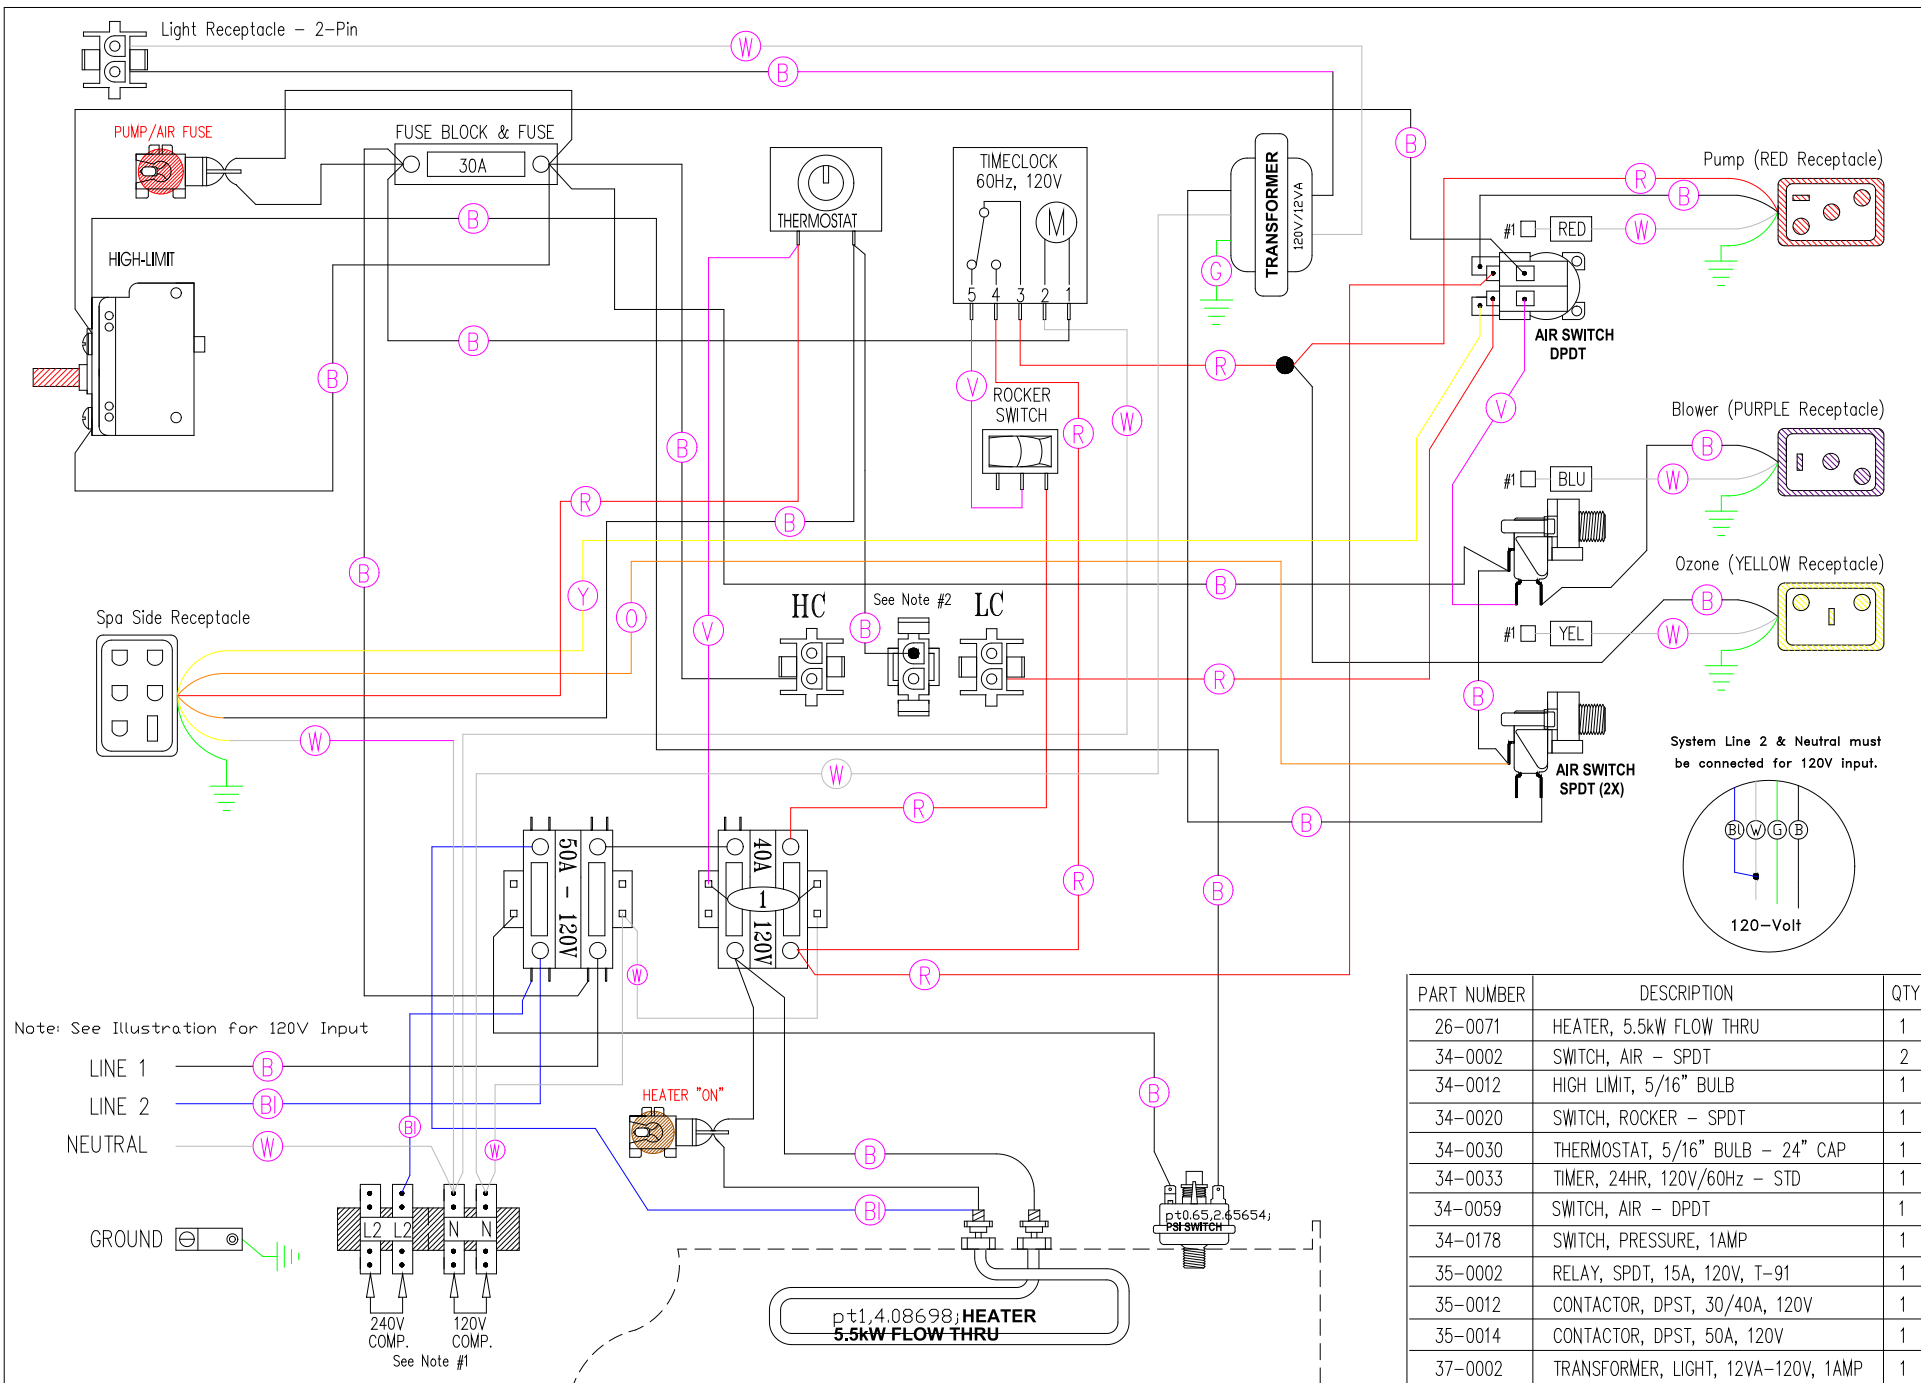 Light Receptacle - 2-Pin
W
B
PUMP/AIR FUSE
FUSE BLOCK & FUSE
30A
THERMOSTAT
TIMECLOCK
60Hz, 120V
M
5 4 3 2 1
TRANSFORMER
120V/12VA
G
B
Pump (RED Receptacle)
R
B
#1 RED W
AIR SWITCH
DPDT
HIGH-LIMIT
B
B
B
R
V
ROCKER
SWITCH
R
W
B
V
Blower (PURPLE Receptacle)
B
#1 BLU W
R
B
B
Y
O
V
B
Ozone (YELLOW Receptacle)
B
#1 YEL W
Spa Side Receptacle
HC
See Note #2
LC
B
R
B
W
W
R
B
AIR SWITCH
SPDT (2X)
System Line 2 & Neutral must
be connected for 120V input.
Bl W G B
120-Volt
50A - 120V
40A
1
120V
R
B
W
R
Note: See Illustration for 120V Input
LINE 1 B
LINE 2 Bl
NEUTRAL W
GROUND
Bl
W
HEATER "ON"
B
Bl
B
L2 L2 N N
240V
COMP.
120V
COMP.
See Note #1
pt0.65,2.65654;
PSI SWITCH
pt1,4.08698;HEATER
5.5kW FLOW THRU
PART NUMBER DESCRIPTION QTY
26-0071 HEATER, 5.5kW FLOW THRU 1
34-0002 SWITCH, AIR - SPDT 2
34-0012 HIGH LIMIT, 5/16" BULB 1
34-0020 SWITCH, ROCKER - SPDT 1
34-0030 THERMOSTAT, 5/16" BULB - 24" CAP 1
34-0033 TIMER, 24HR, 120V/60Hz - STD 1
34-0059 SWITCH, AIR - DPDT 1
34-0178 SWITCH, PRESSURE, 1AMP 1
35-0002 RELAY, SPDT, 15A, 120V, T-91 1
35-0012 CONTACTOR, DPST, 30/40A, 120V 1
35-0014 CONTACTOR, DPST, 50A, 120V 1
37-0002 TRANSFORMER, LIGHT, 12VA-120V, 1AMP 1